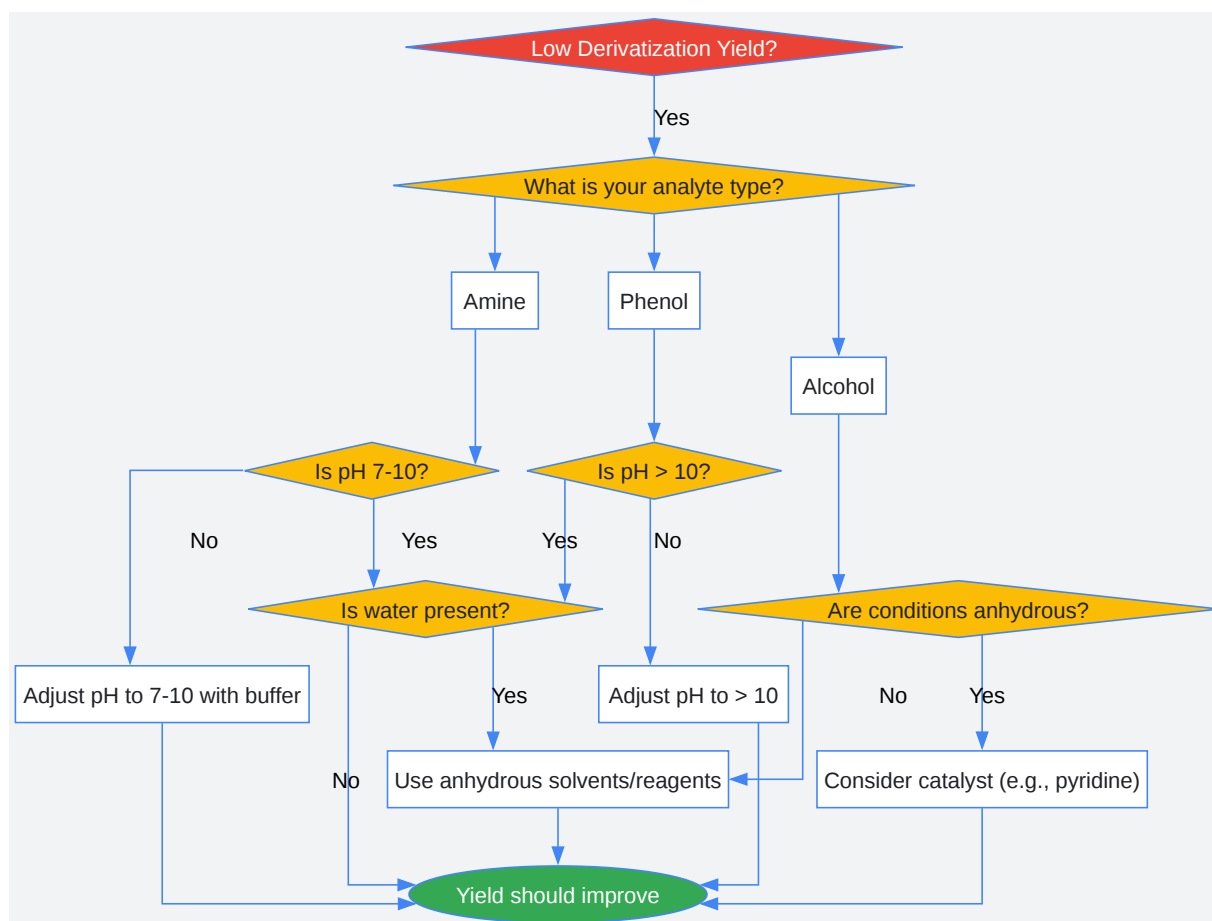 Low Derivatization Yield?
Yes
What is your analyte type?
Amine
Phenol
Alcohol
Is pH 7-10?
Is pH > 10?
No
Yes
Yes
No
Is water present?
Are conditions anhydrous?
Adjust pH to 7-10 with buffer
Yes
Adjust pH to > 10
No
Yes
No
Use anhydrous solvents/reagents
Consider catalyst (e.g., pyridine)
Yield should improve